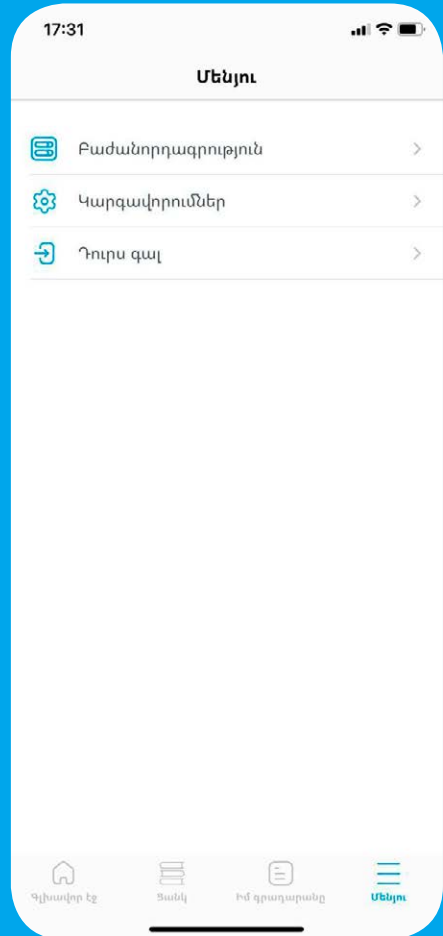 17:31
Մենյու
Բաժանորդագրություն
Կարգավորումներ
Դուրս գալ
Գլխավոր էջ
Ցանկ
Իմ գրադարանը
Մենյու